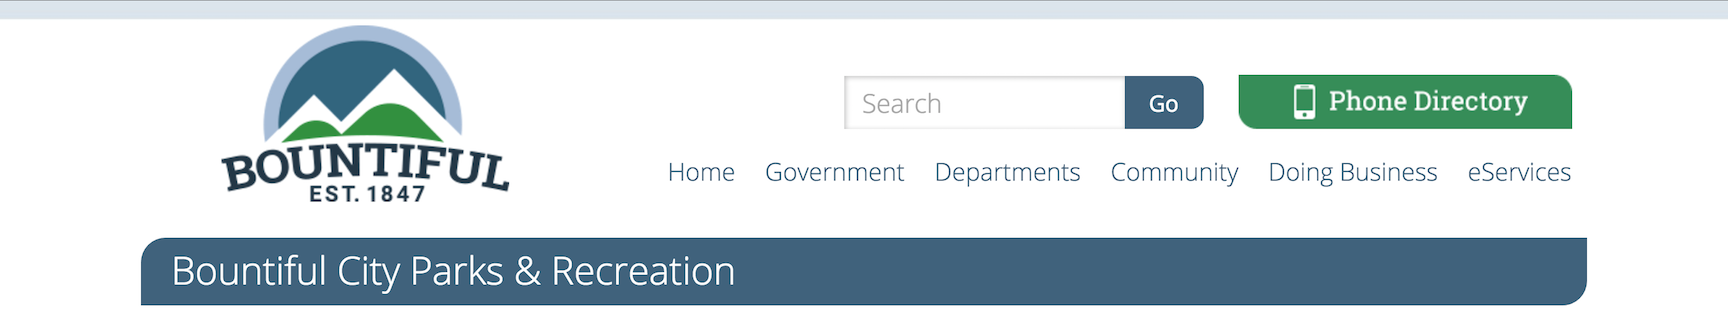 BOUNTIFUL
EST. 1847
Search Go Phone Directory
Home Government Departments Community Doing Business eServices
Bountiful City Parks & Recreation